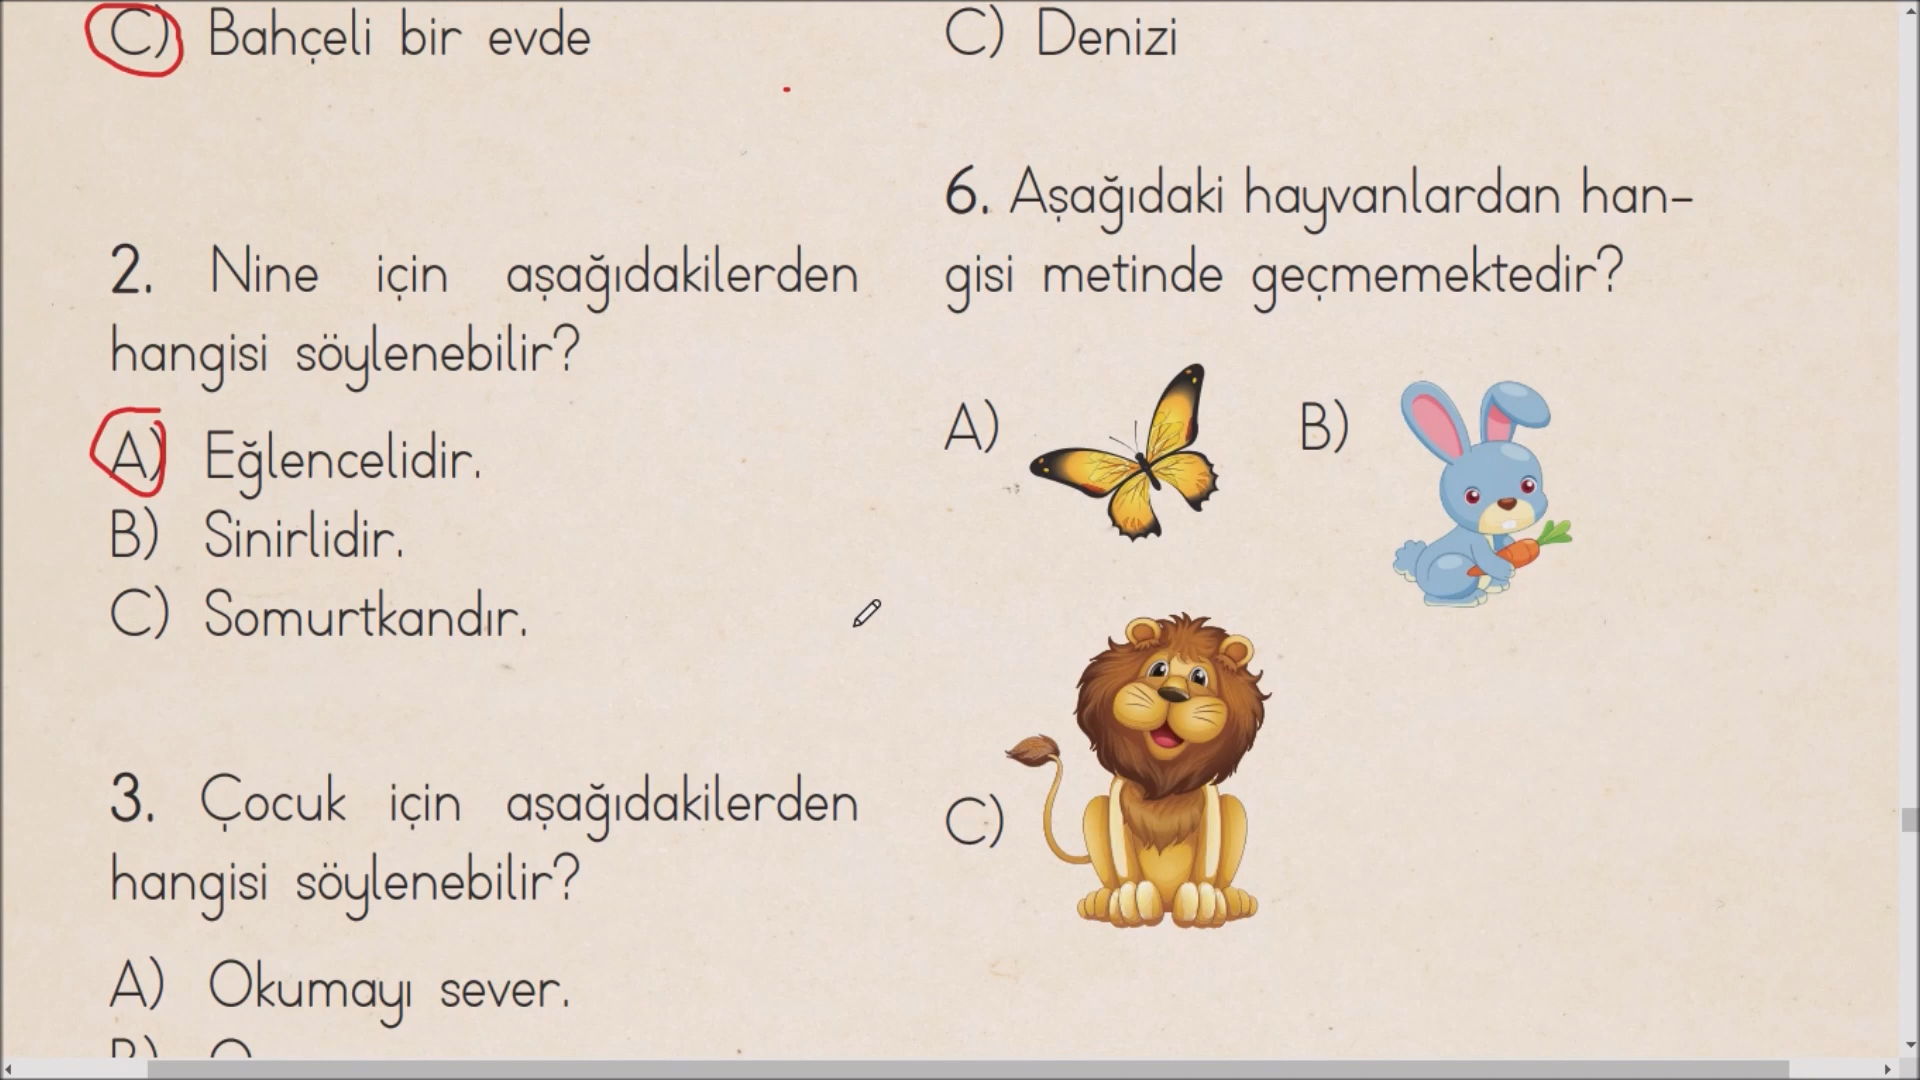 C) Bahçeli bir evde
2. Nine için aşağıdakilerden
hangisi söylenebilir?
A) Eğlencelidir.
B) Sinirlidir.
C) Somurtkandır.
3. Çocuk için aşağıdakilerden
hangisi söylenebilir?
A) Okumayı sever.
B)
C) Denizi
6. Aşağıdaki hayvanlardan han-
gisi metinde geçmemektedir?
A)
B)
C)